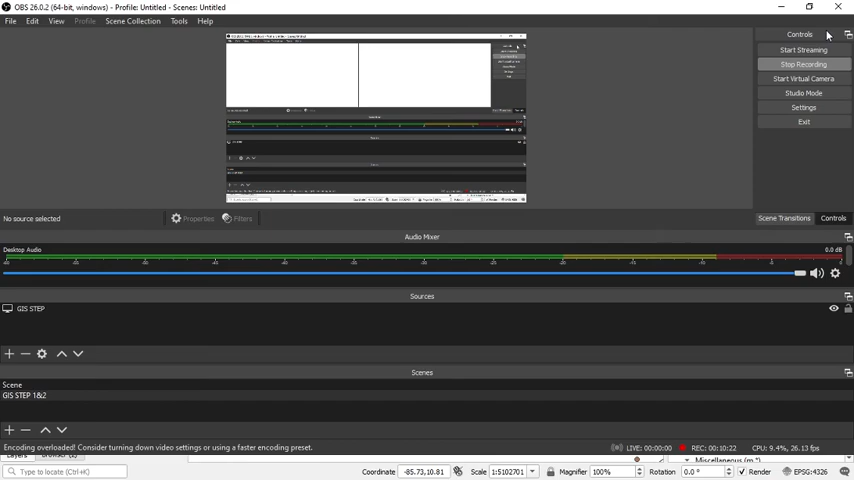 OBS 26.0.2 (64-bit, windows) - Profile: Untitled - Scenes: Untitled
File Edit View Profile Scene Collection Tools Help
Controls
Start Streaming
Stop Recording
Start Virtual Camera
Studio Mode
Settings
Exit
No source selected
Properties
Filters
Scene Transitions
Controls
Audio Mixer
Desktop Audio
0.0 dB
Sources
GIS STEP
Scenes
Scene
GIS STEP 1&2
Encoding overloaded! Consider turning down video settings or using a faster encoding preset.
LIVE: 00:00:00
REC: 00:10:22
CPU: 9.4%, 26.13 fps
Layers
Browser (2)
Miscellaneous (m.*)
Type to locate (Ctrl+K)
Coordinate -85.73,10.81
Scale 1:5102701
Magnifier 100%
Rotation 0.0 °
Render
EPSG:4326